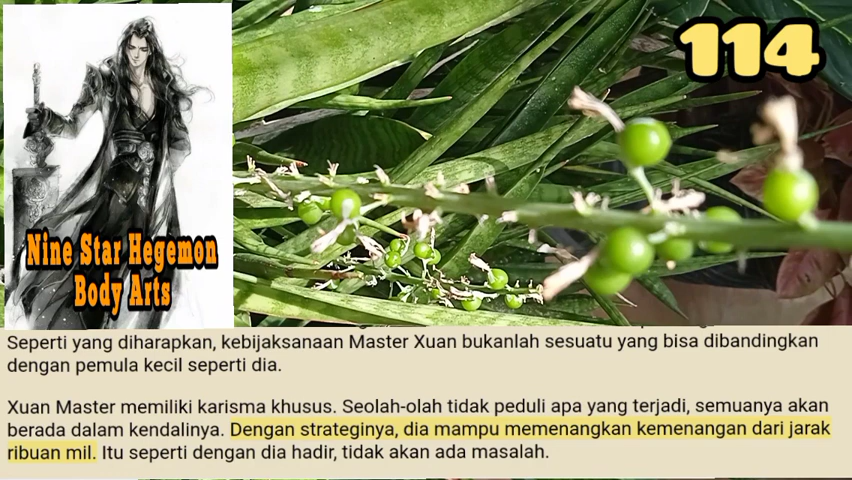 114
Nine Star Hegemon
Body Arts
Seperti yang diharapkan, kebijaksanaan Master Xuan bukanlah sesuatu yang bisa dibandingkan
dengan pemula kecil seperti dia.
Xuan Master memiliki karisma khusus. Seolah-olah tidak peduli apa yang terjadi, semuanya akan
berada dalam kendalinya. Dengan strateginya, dia mampu memenangkan kemenangan dari jarak
ribuan mil. Itu seperti dengan dia hadir, tidak akan ada masalah.